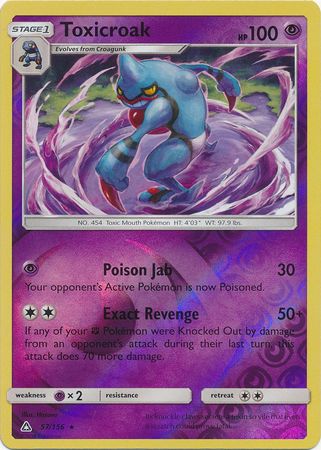 STAGE 1 Toxicroak HP 100
Evolves from Croagunk
NO. 454 Toxic Mouth Pokémon HT: 4'03" WT: 97.9 lbs.
Poison Jab 30
Your opponent's Active Pokémon is now Poisoned.
Exact Revenge 50+
If any of your Pokémon were Knocked Out by damage
from an opponent's attack during their last turn, this
attack does 70 more damage.
weakness × 2 resistance retreat
Illus. Hitoshi
57/156